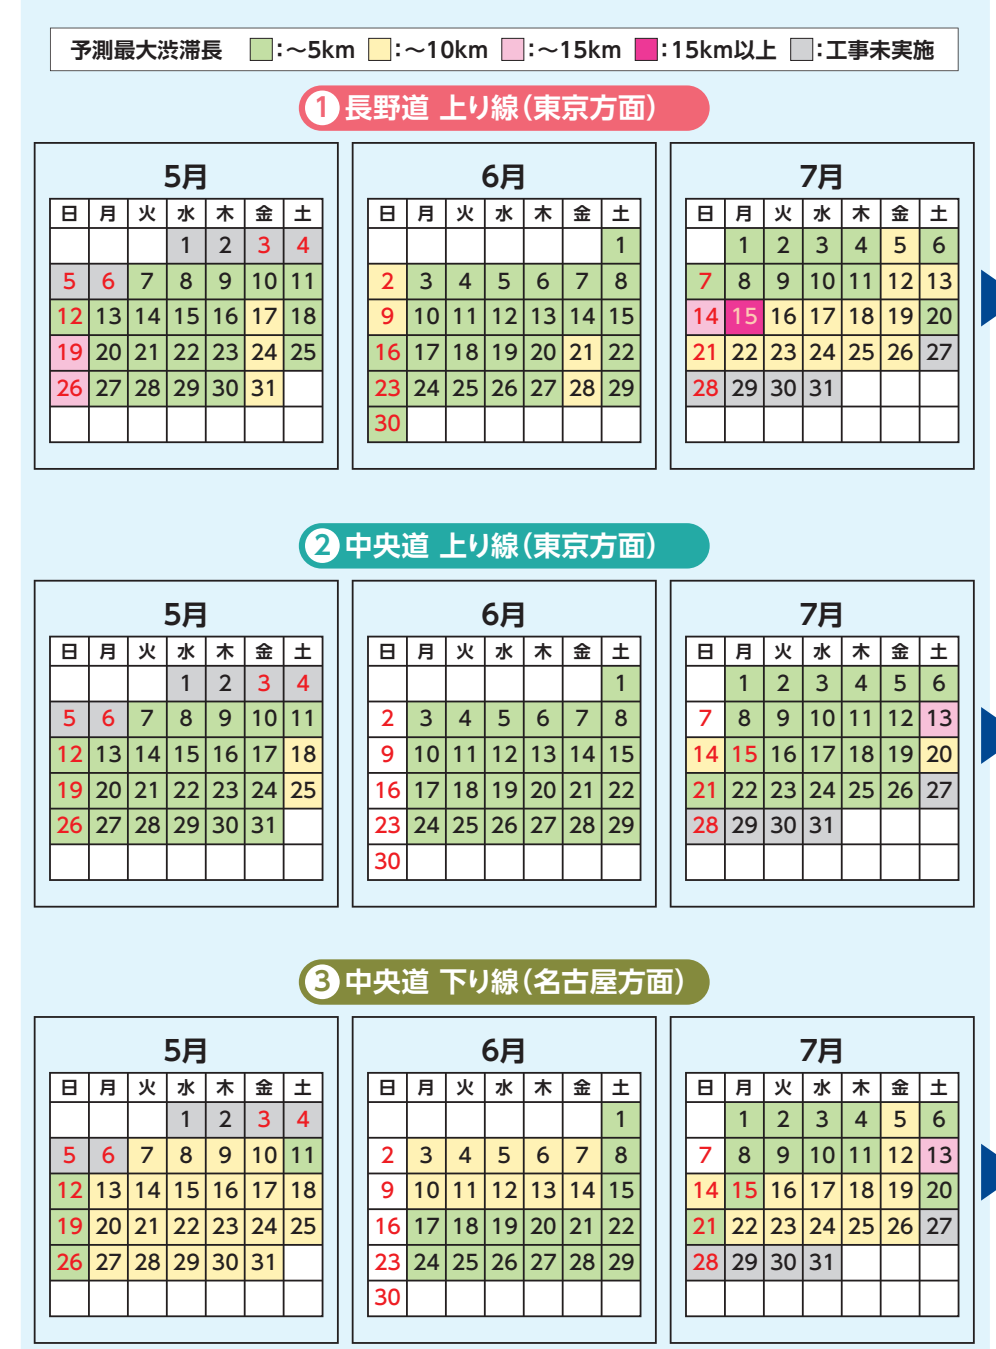 予測最大渋滞長 :～5km :～10km :～15km :15km以上 :工事未実施
1 長野道 上り線（東京方面）
5月
日 月 火 水 木 金 土
1 2 3 4
5 6 7 8 9 10 11
12 13 14 15 16 17 18
19 20 21 22 23 24 25
26 27 28 29 30 31
6月
日 月 火 水 木 金 土
1
2 3 4 5 6 7 8
9 10 11 12 13 14 15
16 17 18 19 20 21 22
23 24 25 26 27 28 29
30
7月
日 月 火 水 木 金 土
1 2 3 4 5 6
7 8 9 10 11 12 13
14 15 16 17 18 19 20
21 22 23 24 25 26 27
28 29 30 31
2 中央道 上り線（東京方面）
5月
日 月 火 水 木 金 土
1 2 3 4
5 6 7 8 9 10 11
12 13 14 15 16 17 18
19 20 21 22 23 24 25
26 27 28 29 30 31
6月
日 月 火 水 木 金 土
1
2 3 4 5 6 7 8
9 10 11 12 13 14 15
16 17 18 19 20 21 22
23 24 25 26 27 28 29
30
7月
日 月 火 水 木 金 土
1 2 3 4 5 6
7 8 9 10 11 12 13
14 15 16 17 18 19 20
21 22 23 24 25 26 27
28 29 30 31
3 中央道 下り線（名古屋方面）
5月
日 月 火 水 木 金 土
1 2 3 4
5 6 7 8 9 10 11
12 13 14 15 16 17 18
19 20 21 22 23 24 25
26 27 28 29 30 31
6月
日 月 火 水 木 金 土
1
2 3 4 5 6 7 8
9 10 11 12 13 14 15
16 17 18 19 20 21 22
23 24 25 26 27 28 29
30
7月
日 月 火 水 木 金 土
1 2 3 4 5 6
7 8 9 10 11 12 13
14 15 16 17 18 19 20
21 22 23 24 25 26 27
28 29 30 31